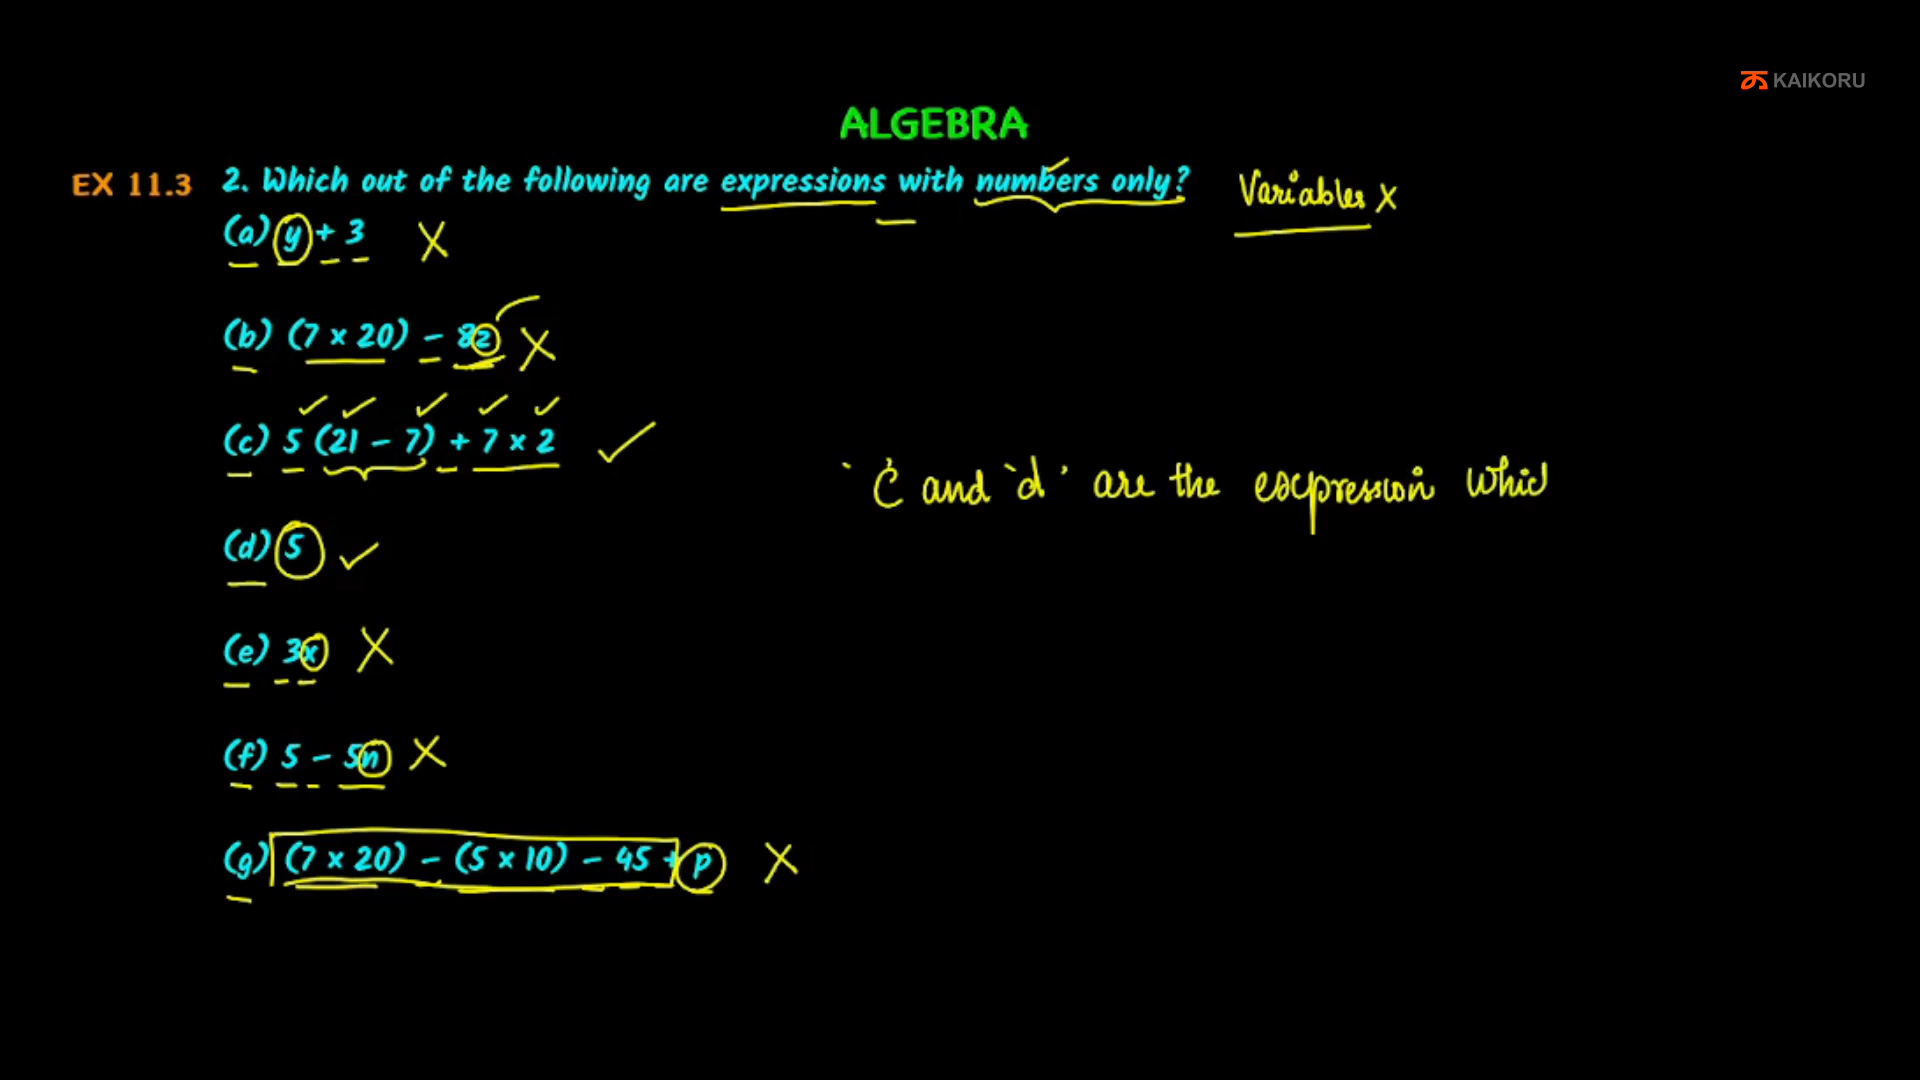 KAIKORU
ALGEBRA
EX 11.3 2. Which out of the following are expressions with numbers only? Variables X
(a) y + 3 X
(b) (7 × 20) – 8z X
(c) 5 (21 – 7) + 7 × 2 ✓
'c' and 'd' are the expression whic
(d) 5 ✓
(e) 3x X
(f) 5 – 5n X
(g) (7 × 20) – (5 × 10) – 45 + p X